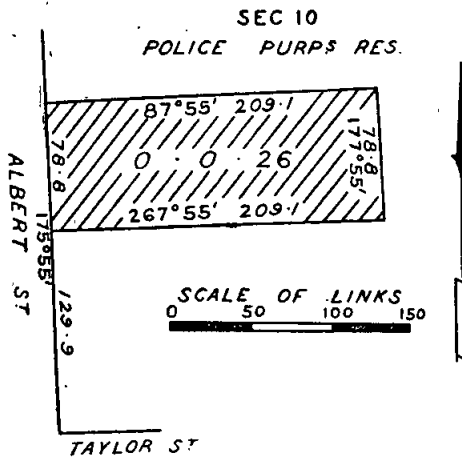 SEC 10
POLICE PURPS RES.
87°55' 209·1
78·8
0 · 0 · 26
78·8
177°55'
267°55' 209·1
ALBERT ST
175°55'
129·9
SCALE OF LINKS
0 50 100 150
TAYLOR ST